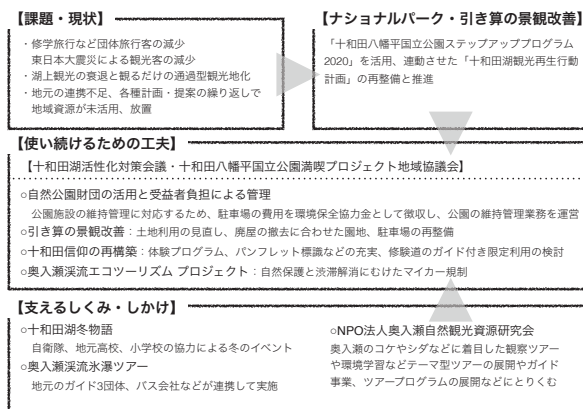 【課題・現状】
・修学旅行など団体旅行客の減少
東日本大震災による観光客の減少
・湖上観光の衰退と観るだけの通過型観光地化
・地元の連携不足、各種計画・提案の繰り返しで
地域資源が未活用、放置
【ナショナルパーク・引き算の景観改善】
「十和田八幡平国立公園ステップアッププログラム
2020」を活用、連動させた「十和田湖観光再生行動
計画」の再整備と推進
【使い続けるための工夫】
【十和田湖活性化対策会議・十和田八幡平国立公園満喫プロジェクト地域協議会】
○自然公園財団の活用と受益者負担による管理
公園施設の維持管理に対応するため、駐車場の費用を環境保全協力金として徴収し、公園の維持管理業務を運営
○引き算の景観改善：土地利用の見直し、廃屋の撤去に合わせた園地、駐車場の再整備
○十和田信仰の再構築：体験プログラム、パンフレット標識などの充実、修験道のガイド付き限定利用の検討
○奥入瀬渓流エコツーリズム プロジェクト：自然保護と渋滞解消にむけたマイカー規制
【支えるしくみ・しかけ】
○十和田湖冬物語
自衛隊、地元高校、小学校の協力による冬のイベント
○奥入瀬渓流氷瀑ツアー
地元のガイド3団体、バス会社などが連携して実施
○NPO法人奥入瀬自然観光資源研究会
奥入瀬のコケやシダなどに着目した観察ツアー
や環境学習などテーマ型ツアーの展開やガイド
事業、ツアープログラムの展開などにとりくむ